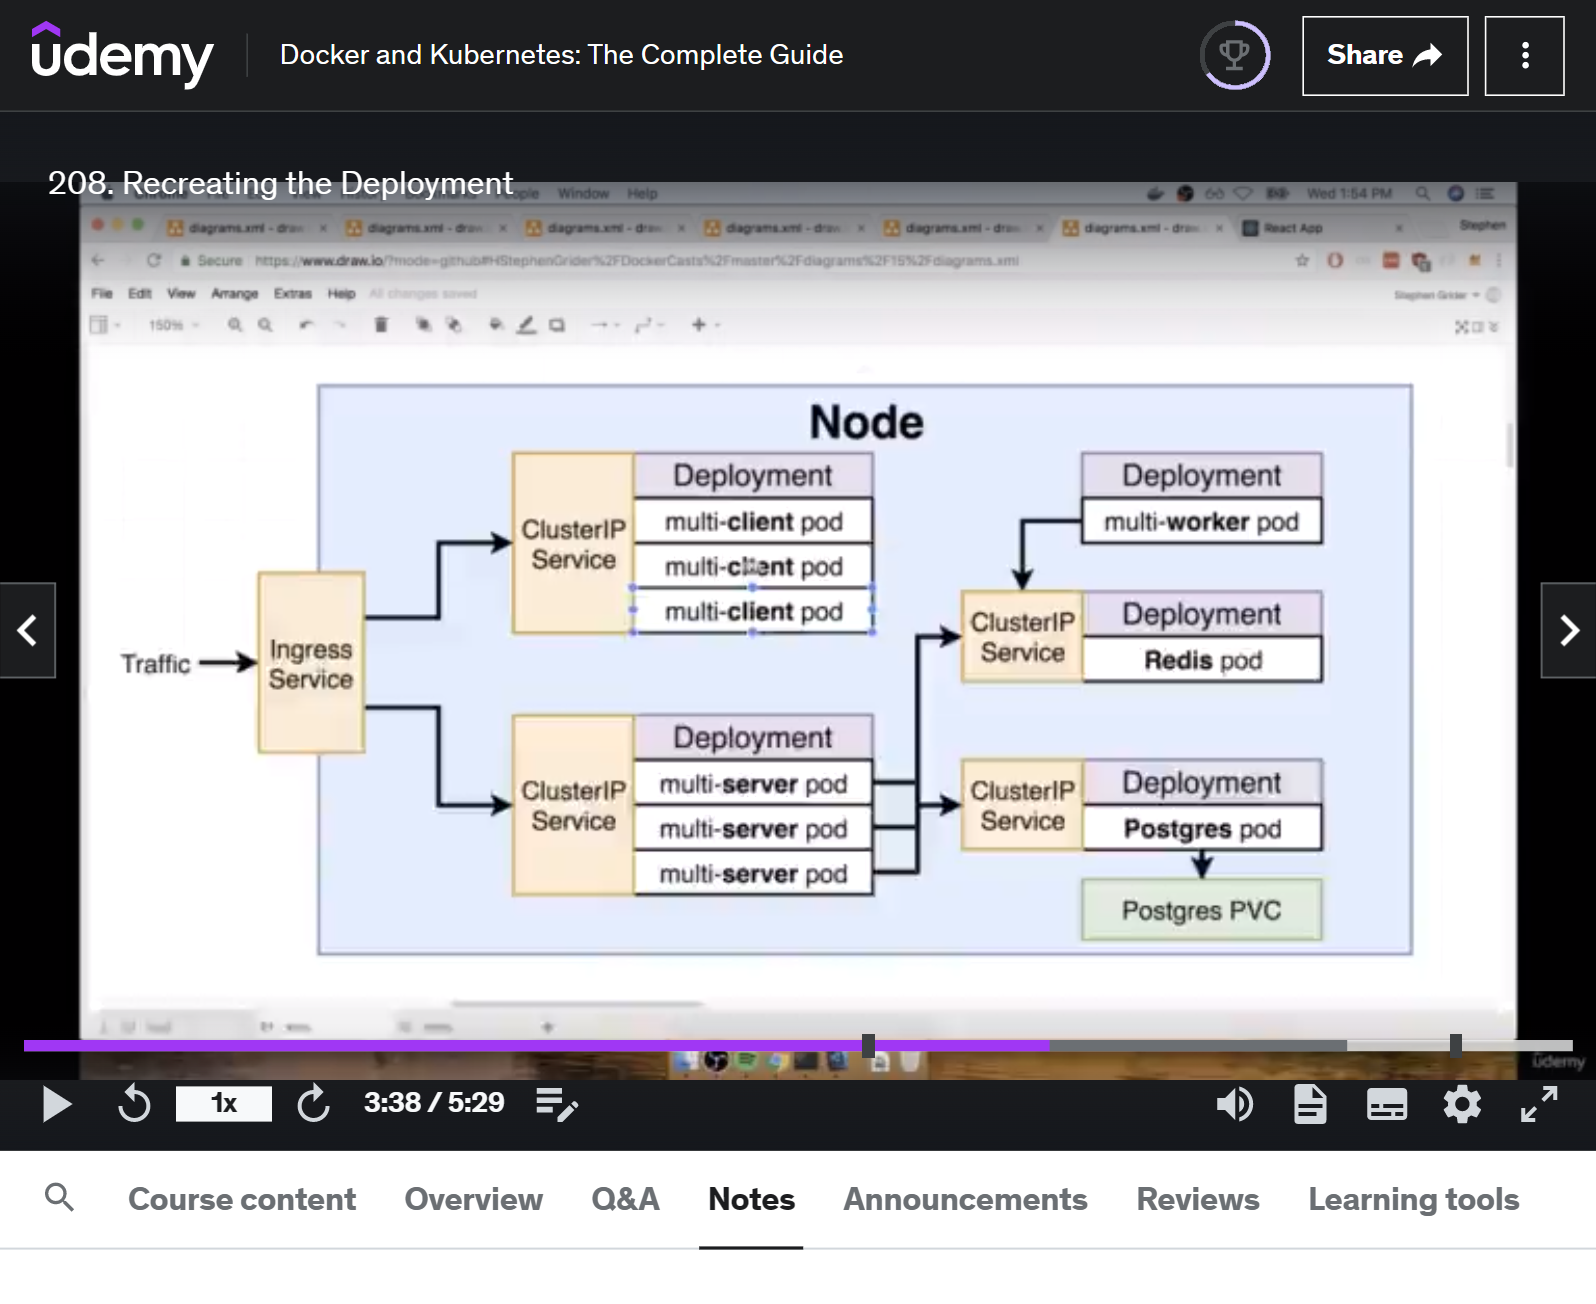 udemy
Docker and Kubernetes: The Complete Guide
Share
208. Recreating the Deployment
People Window Help
Wed 1:54 PM
diagrams.xml - draw
diagrams.xml - draw
diagrams.xml - draw
diagrams.xml - draw
diagrams.xml - draw
diagrams.xml - draw
React App
Stephen
Secure https://www.draw.io/?mode=github#HStephenGrider%2FDockerCasts%2Fmaster%2Fdiagrams%2F15%2Fdiagrams.xml
File Edit View Arrange Extras Help All changes saved
Stephen Grider
150%
Node
Deployment
ClusterIP
Service
multi-client pod
multi-client pod
multi-client pod
Deployment
multi-worker pod
Traffic
Ingress
Service
ClusterIP
Service
Deployment
Redis pod
ClusterIP
Service
Deployment
multi-server pod
multi-server pod
multi-server pod
ClusterIP
Service
Deployment
Postgres pod
Postgres PVC
udemy
1x
3:38 / 5:29
Course content
Overview
Q&A
Notes
Announcements
Reviews
Learning tools